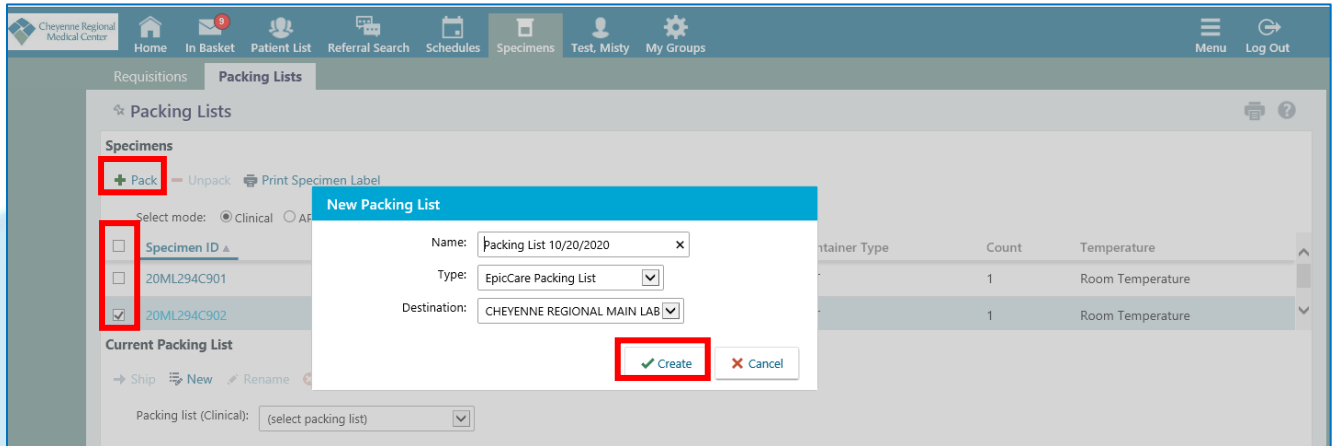 Cheyenne Regional
Medical Center
9
Home In Basket Patient List Referral Search Schedules Specimens Test, Misty My Groups Menu Log Out
Requisitions Packing Lists
Packing Lists
Specimens
Pack Unpack Print Specimen Label
Select mode: Clinical AP
New Packing List
Name: Packing List 10/20/2020
Type: EpicCare Packing List
Destination: CHEYENNE REGIONAL MAIN LAB
Create Cancel
Specimen ID ntainer Type Count Temperature
20ML294C901 1 Room Temperature
20ML294C902 1 Room Temperature
Current Packing List
Ship New Rename
Packing list (Clinical): (select packing list)